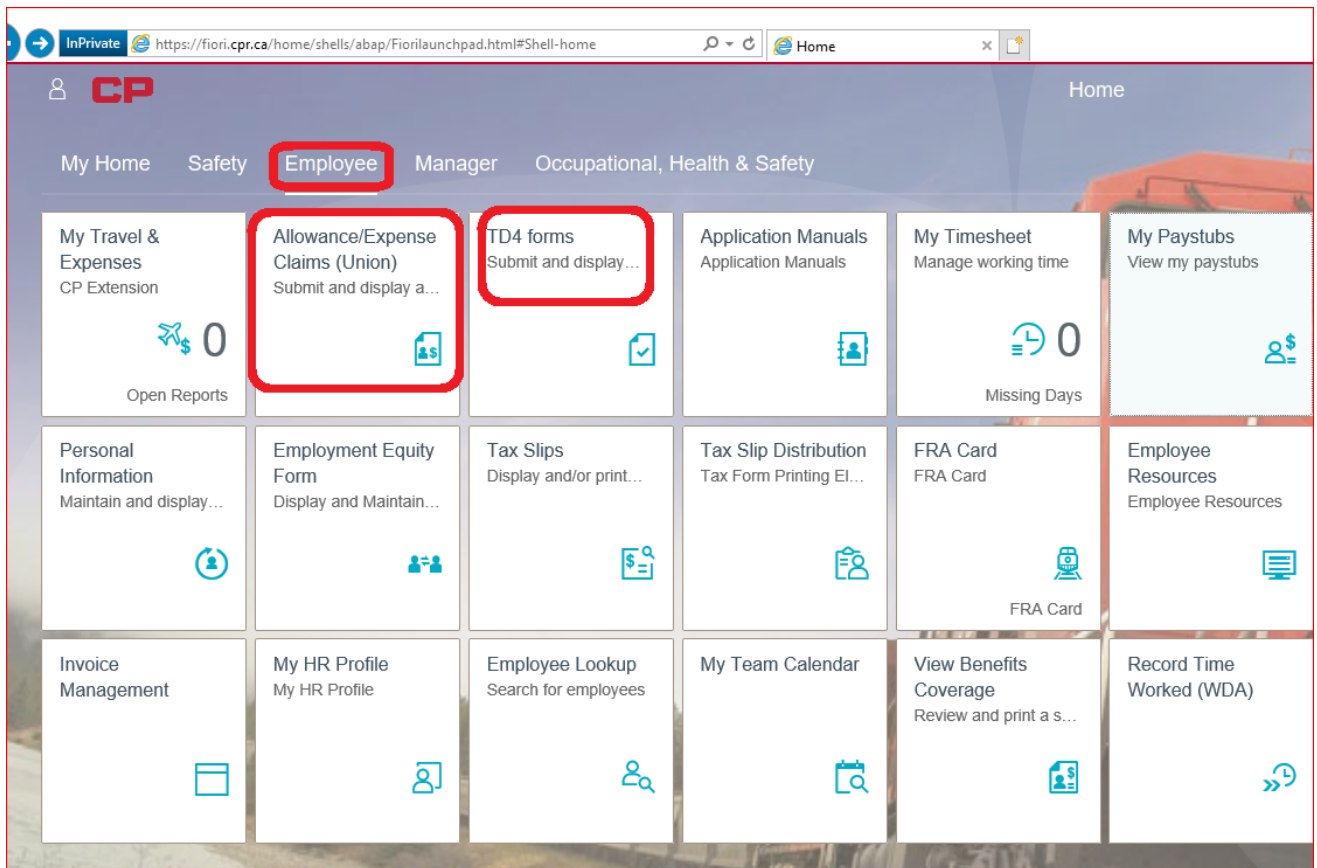 InPrivate https://fiori.cpr.ca/home/shells/abap/Fiorilaunchpad.html#Shell-home Home
CP Home
My Home Safety Employee Manager Occupational, Health & Safety
My Travel &
Expenses
CP Extension
0
Open Reports
Allowance/Expense
Claims (Union)
Submit and display a...
TD4 forms
Submit and display...
Application Manuals
Application Manuals
My Timesheet
Manage working time
0
Missing Days
My Paystubs
View my paystubs
Personal
Information
Maintain and display...
Employment Equity
Form
Display and Maintain...
Tax Slips
Display and/or print...
Tax Slip Distribution
Tax Form Printing El...
FRA Card
FRA Card
FRA Card
Employee
Resources
Employee Resources
Invoice
Management
My HR Profile
My HR Profile
Employee Lookup
Search for employees
My Team Calendar
View Benefits
Coverage
Review and print a s...
Record Time
Worked (WDA)